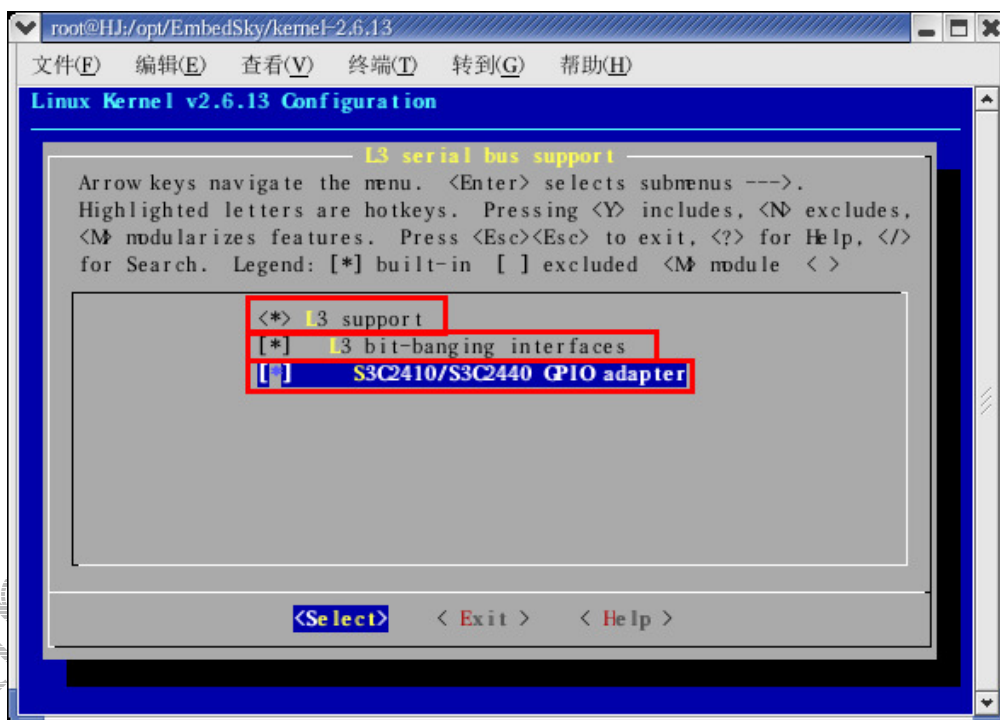 root@HJ:/opt/EmbedSky/kernel-2.6.13
文件(F) 编辑(E) 查看(V) 终端(T) 转到(G) 帮助(H)
Linux Kernel v2.6.13 Configuration
L3 serial bus support
Arrow keys navigate the menu. <Enter> selects submenus --->.
Highlighted letters are hotkeys. Pressing <Y> includes, <N> excludes,
<M> modularizes features. Press <Esc><Esc> to exit, <?> for Help, </>
for Search. Legend: [*] built-in [ ] excluded <M> module < >
<*> L3 support
[*] L3 bit-banging interfaces
[*] S3C2410/S3C2440 GPIO adapter
<Select> < Exit > < Help >